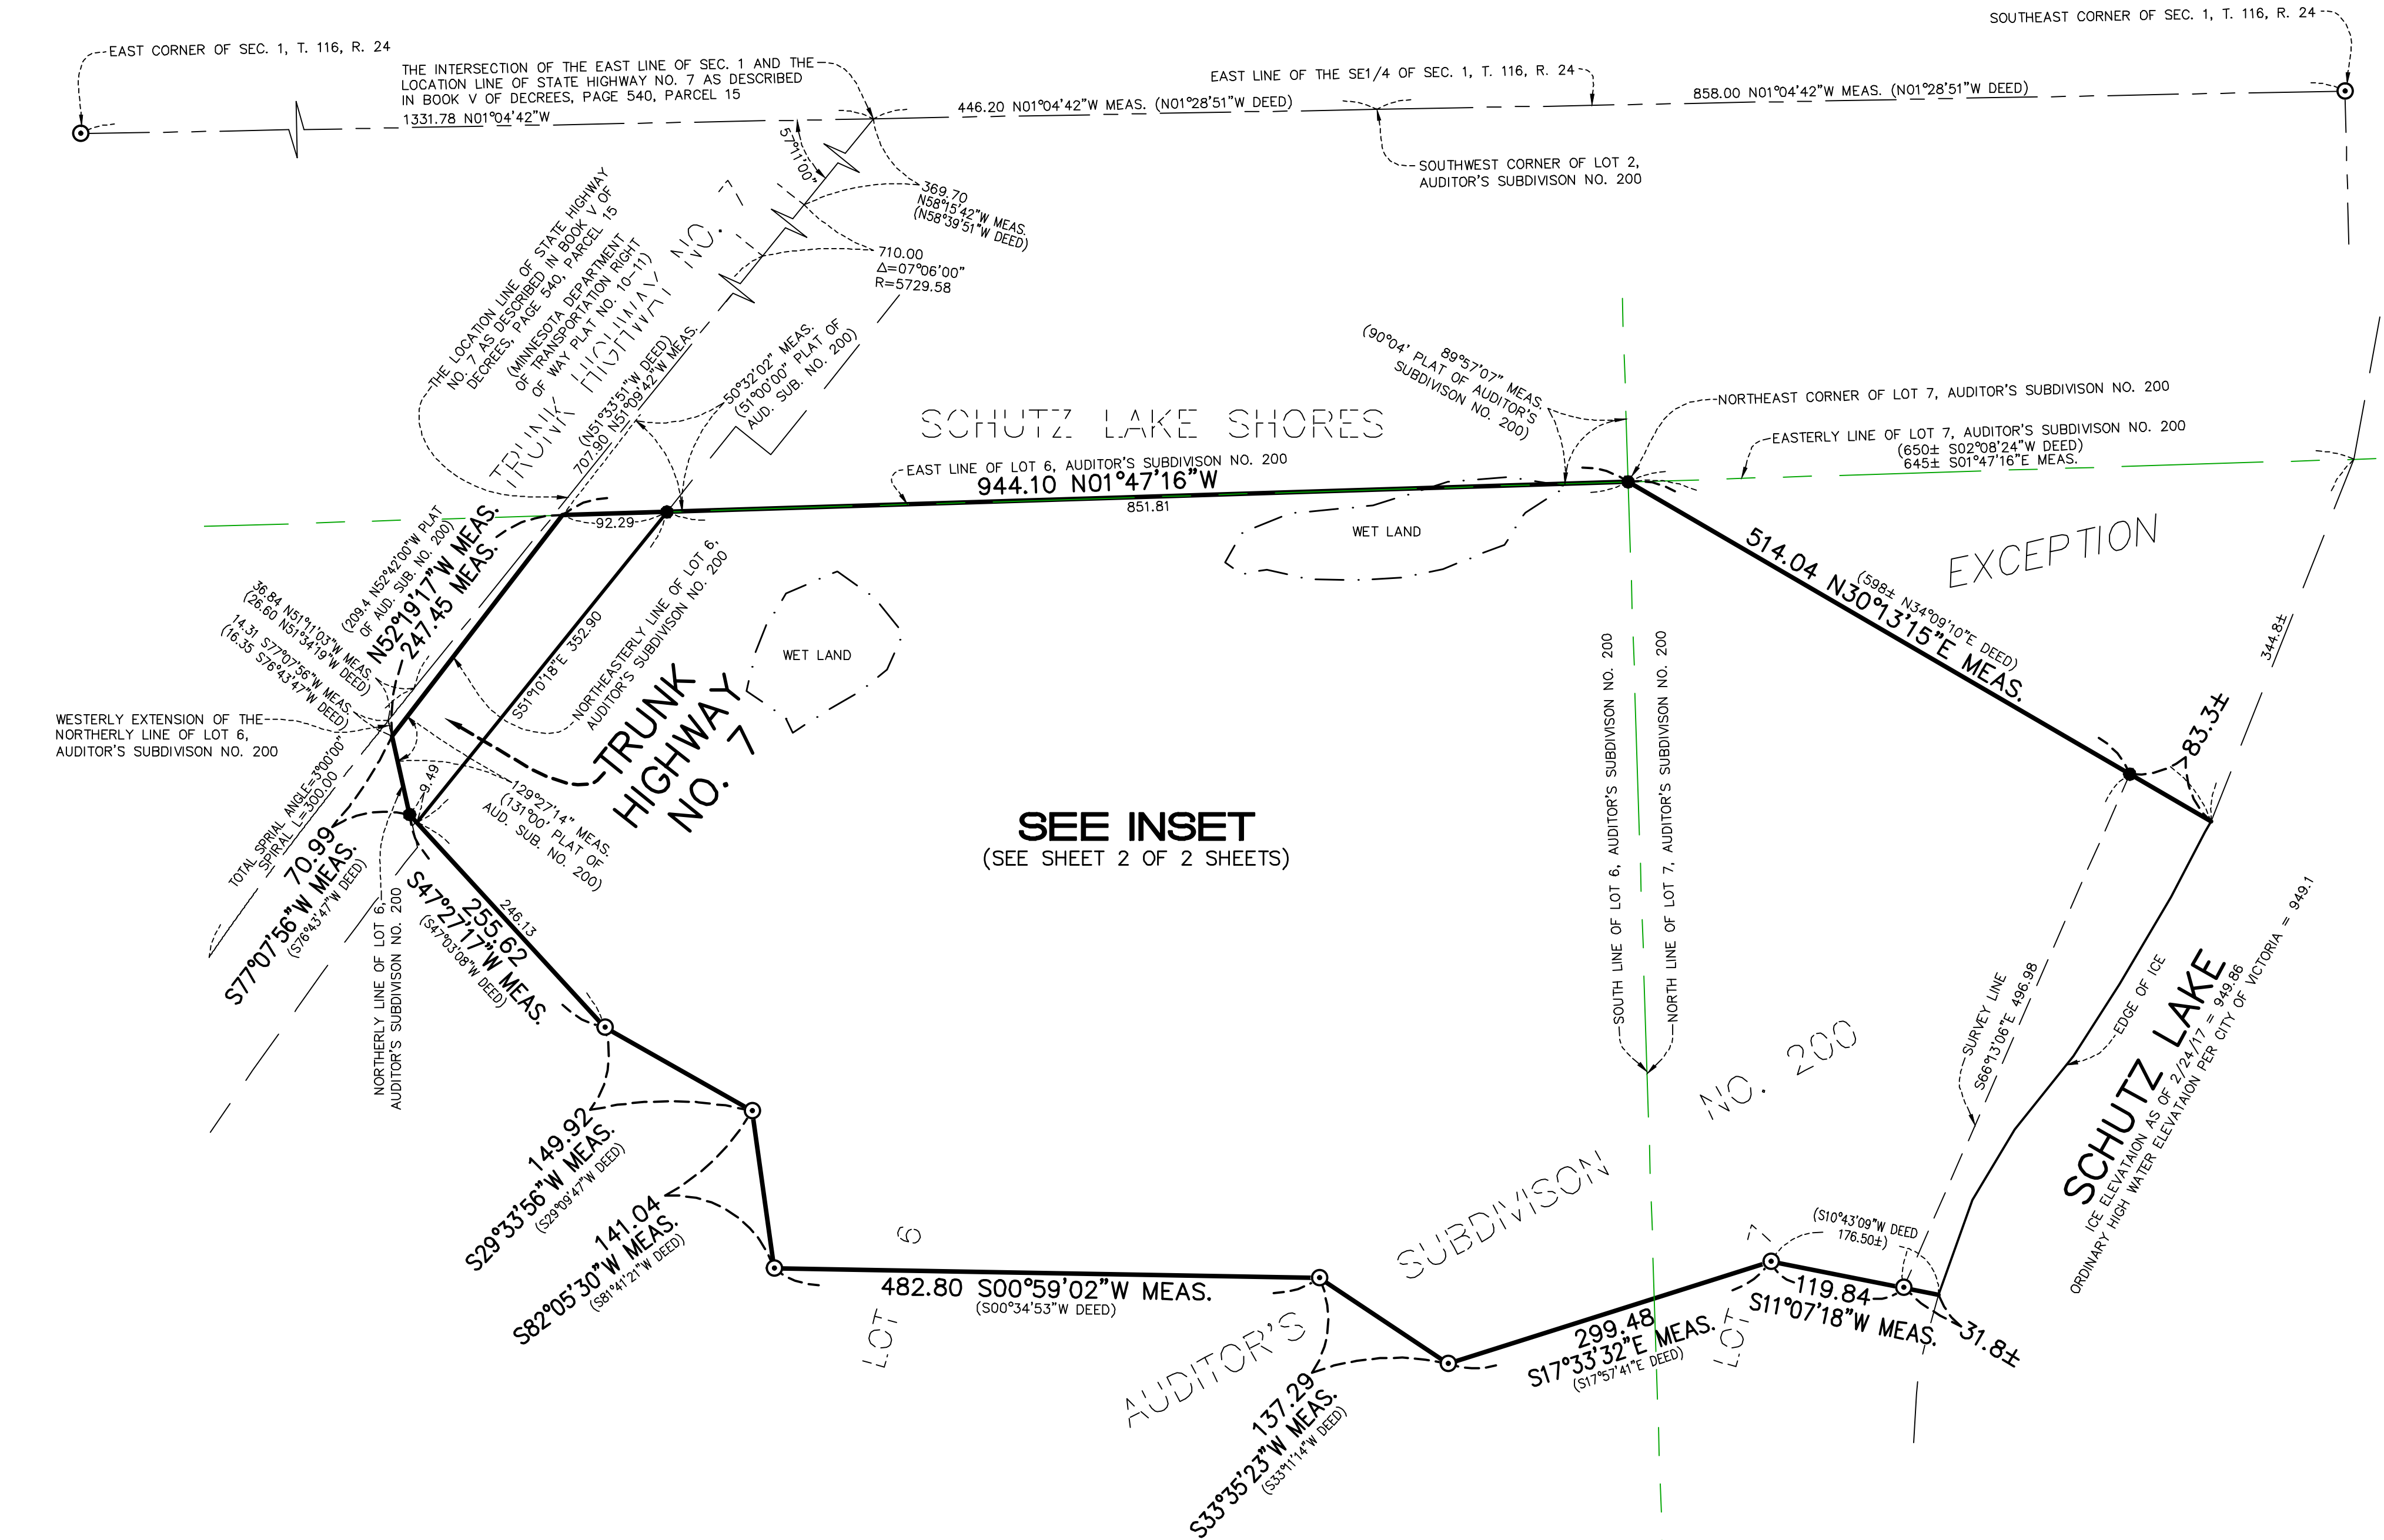 SOUTHEAST CORNER OF SEC. 1, T. 116, R. 24
EAST CORNER OF SEC. 1, T. 116, R. 24
THE INTERSECTION OF THE EAST LINE OF SEC. 1 AND THE
LOCATION LINE OF STATE HIGHWAY NO. 7 AS DESCRIBED
IN BOOK V OF DECREES, PAGE 540, PARCEL 15
1331.78 N01°04'42"W
EAST LINE OF THE SE1/4 OF SEC. 1, T. 116, R. 24
446.20 N01°04'42"W MEAS. (N01°28'51"W DEED)
858.00 N01°04'42"W MEAS. (N01°28'51"W DEED)
57°11'00"
SOUTHWEST CORNER OF LOT 2,
AUDITOR'S SUBDIVISON NO. 200
369.70
N58°15'42"W MEAS.
(N58°39'51"W DEED)
710.00
Δ=07°06'00"
R=5729.58
THE LOCATION LINE OF STATE HIGHWAY
NO. 7 AS DESCRIBED IN BOOK V OF
DECREES, PAGE 540, PARCEL 15
(MINNESOTA DEPARTMENT
OF TRANSPORTATION RIGHT
OF WAY PLAT NO. 10-11)
TRUNK HIGHWAY NO. 7
(N51°33'51"W DEED)
707.90 N51°09'42"W MEAS.
50°32'02" MEAS.
(51°00'00" PLAT OF
AUD. SUB. NO. 200)
SCHUTZ LAKE SHORES
89°57'07" MEAS.
(90°04' PLAT OF AUDITOR'S
SUBDIVISON NO. 200)
NORTHEAST CORNER OF LOT 7, AUDITOR'S SUBDIVISON NO. 200
EASTERLY LINE OF LOT 7, AUDITOR'S SUBDIVISON NO. 200
(650± S02°08'24"W DEED)
645± S01°47'16"E MEAS.
EAST LINE OF LOT 6, AUDITOR'S SUBDIVISON NO. 200
944.10 N01°47'16"W
92.29
851.81
WET LAND
WET LAND
EXCEPTION
514.04 N30°13'15"E MEAS.
(598± N34°09'10"E DEED)
344.8±
83.3±
(209.4 N52°42'00"W PLAT
OF AUD. SUB. NO. 200)
N52°19'17"W MEAS.
247.45 MEAS.
36.84 N51°11'03"W MEAS.
(26.60 N51°34'19"W DEED)
14.31 S77°07'56"W MEAS.
(16.35 S76°43'47"W DEED)
S51°10'18"E 352.90
NORTHEASTERLY LINE OF LOT 6,
AUDITOR'S SUBDIVISON NO. 200
WESTERLY EXTENSION OF THE
NORTHERLY LINE OF LOT 6,
AUDITOR'S SUBDIVISON NO. 200
TOTAL SPRIAL ANGLE=3°00'00"
SPIRAL L=300.00
9.49
129°27'14" MEAS.
(131°00' PLAT OF
AUD. SUB. NO. 200)
TRUNK
HIGHWAY
NO. 7
SEE INSET
(SEE SHEET 2 OF 2 SHEETS)
SOUTH LINE OF LOT 6, AUDITOR'S SUBDIVISON NO. 200
NORTH LINE OF LOT 7, AUDITOR'S SUBDIVISON NO. 200
70.99
S77°07'56"W MEAS.
(S76°43'47"W DEED)
NORTHERLY LINE OF LOT 6,
AUDITOR'S SUBDIVISON NO. 200
246.13
255.62
S47°27'17"W MEAS.
(S47°03'08"W DEED)
149.92
S29°33'56"W MEAS.
(S29°09'47"W DEED)
141.04
S82°05'30"W MEAS.
(S81°41'21"W DEED)
482.80 S00°59'02"W MEAS.
(S00°34'53"W DEED)
LOT 6
AUDITOR'S SUBDIVISON NO. 200
137.29
S33°35'23"W MEAS.
(S33°11'14"W DEED)
299.48
S17°33'32"E MEAS.
(S17°57'41"E DEED)
LOT 7
(S10°43'09"W DEED
176.50±)
119.84
S11°07'18"W MEAS.
31.8±
SURVEY LINE
S66°13'06"E 496.98
EDGE OF ICE
SCHUTZ LAKE
ICE ELEVATAION AS OF 2/24/17 = 949.86
ORDINARY HIGH WATER ELEVATAION PER CITY OF VICTORIA = 949.1